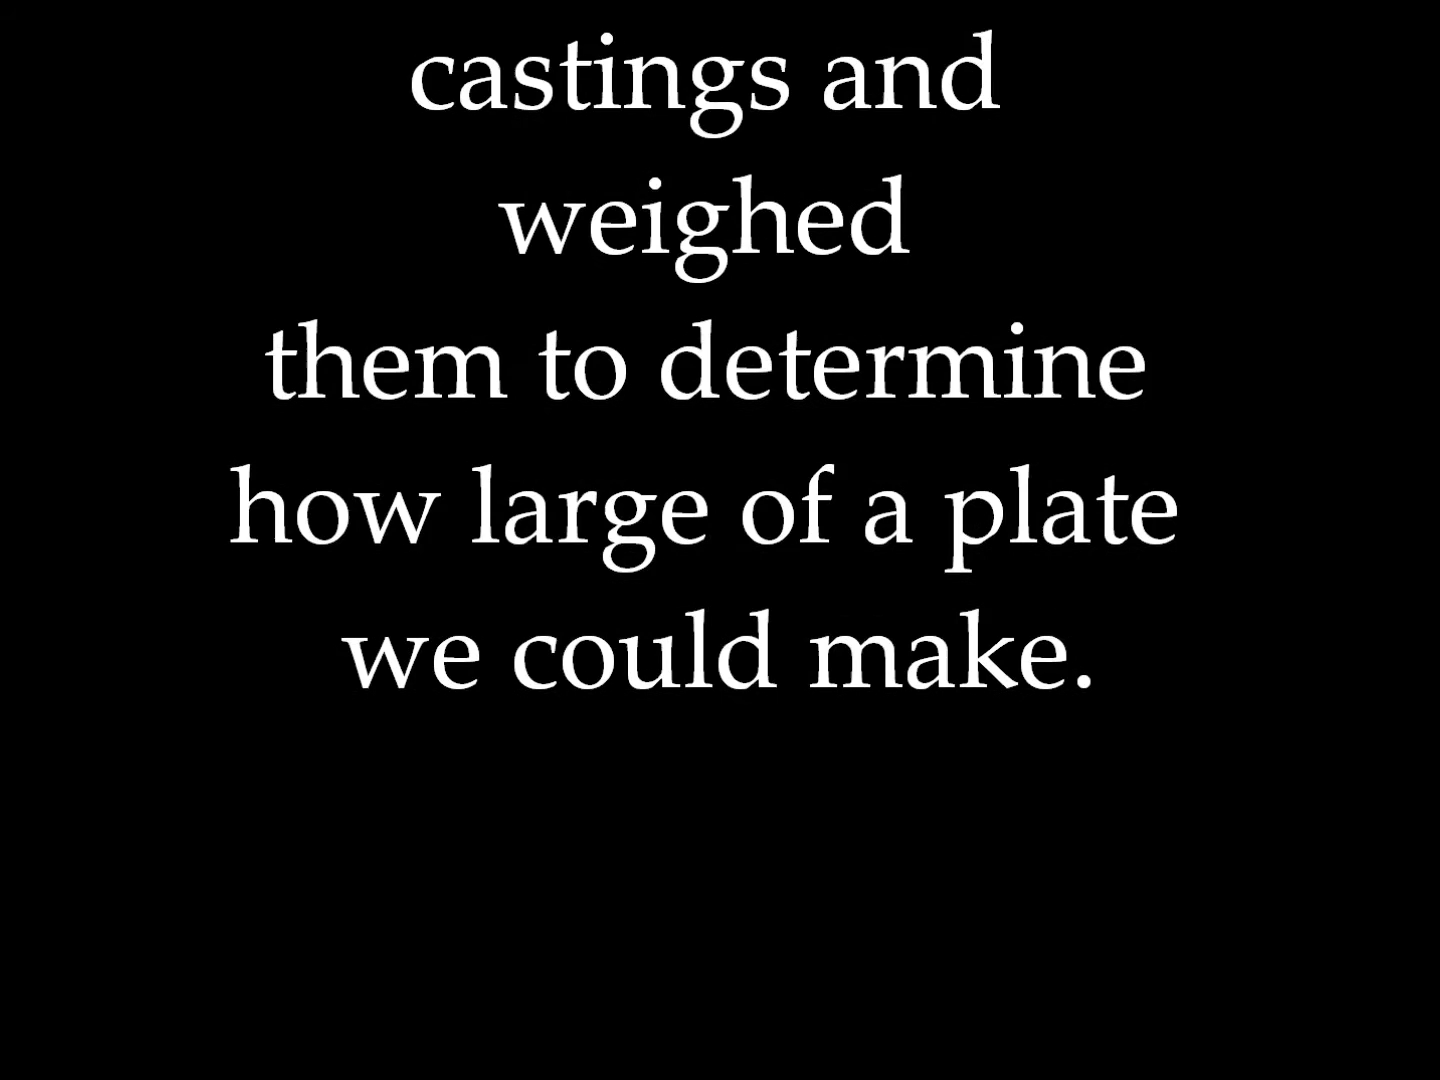 castings and
weighed
them to determine
how large of a plate
we could make.